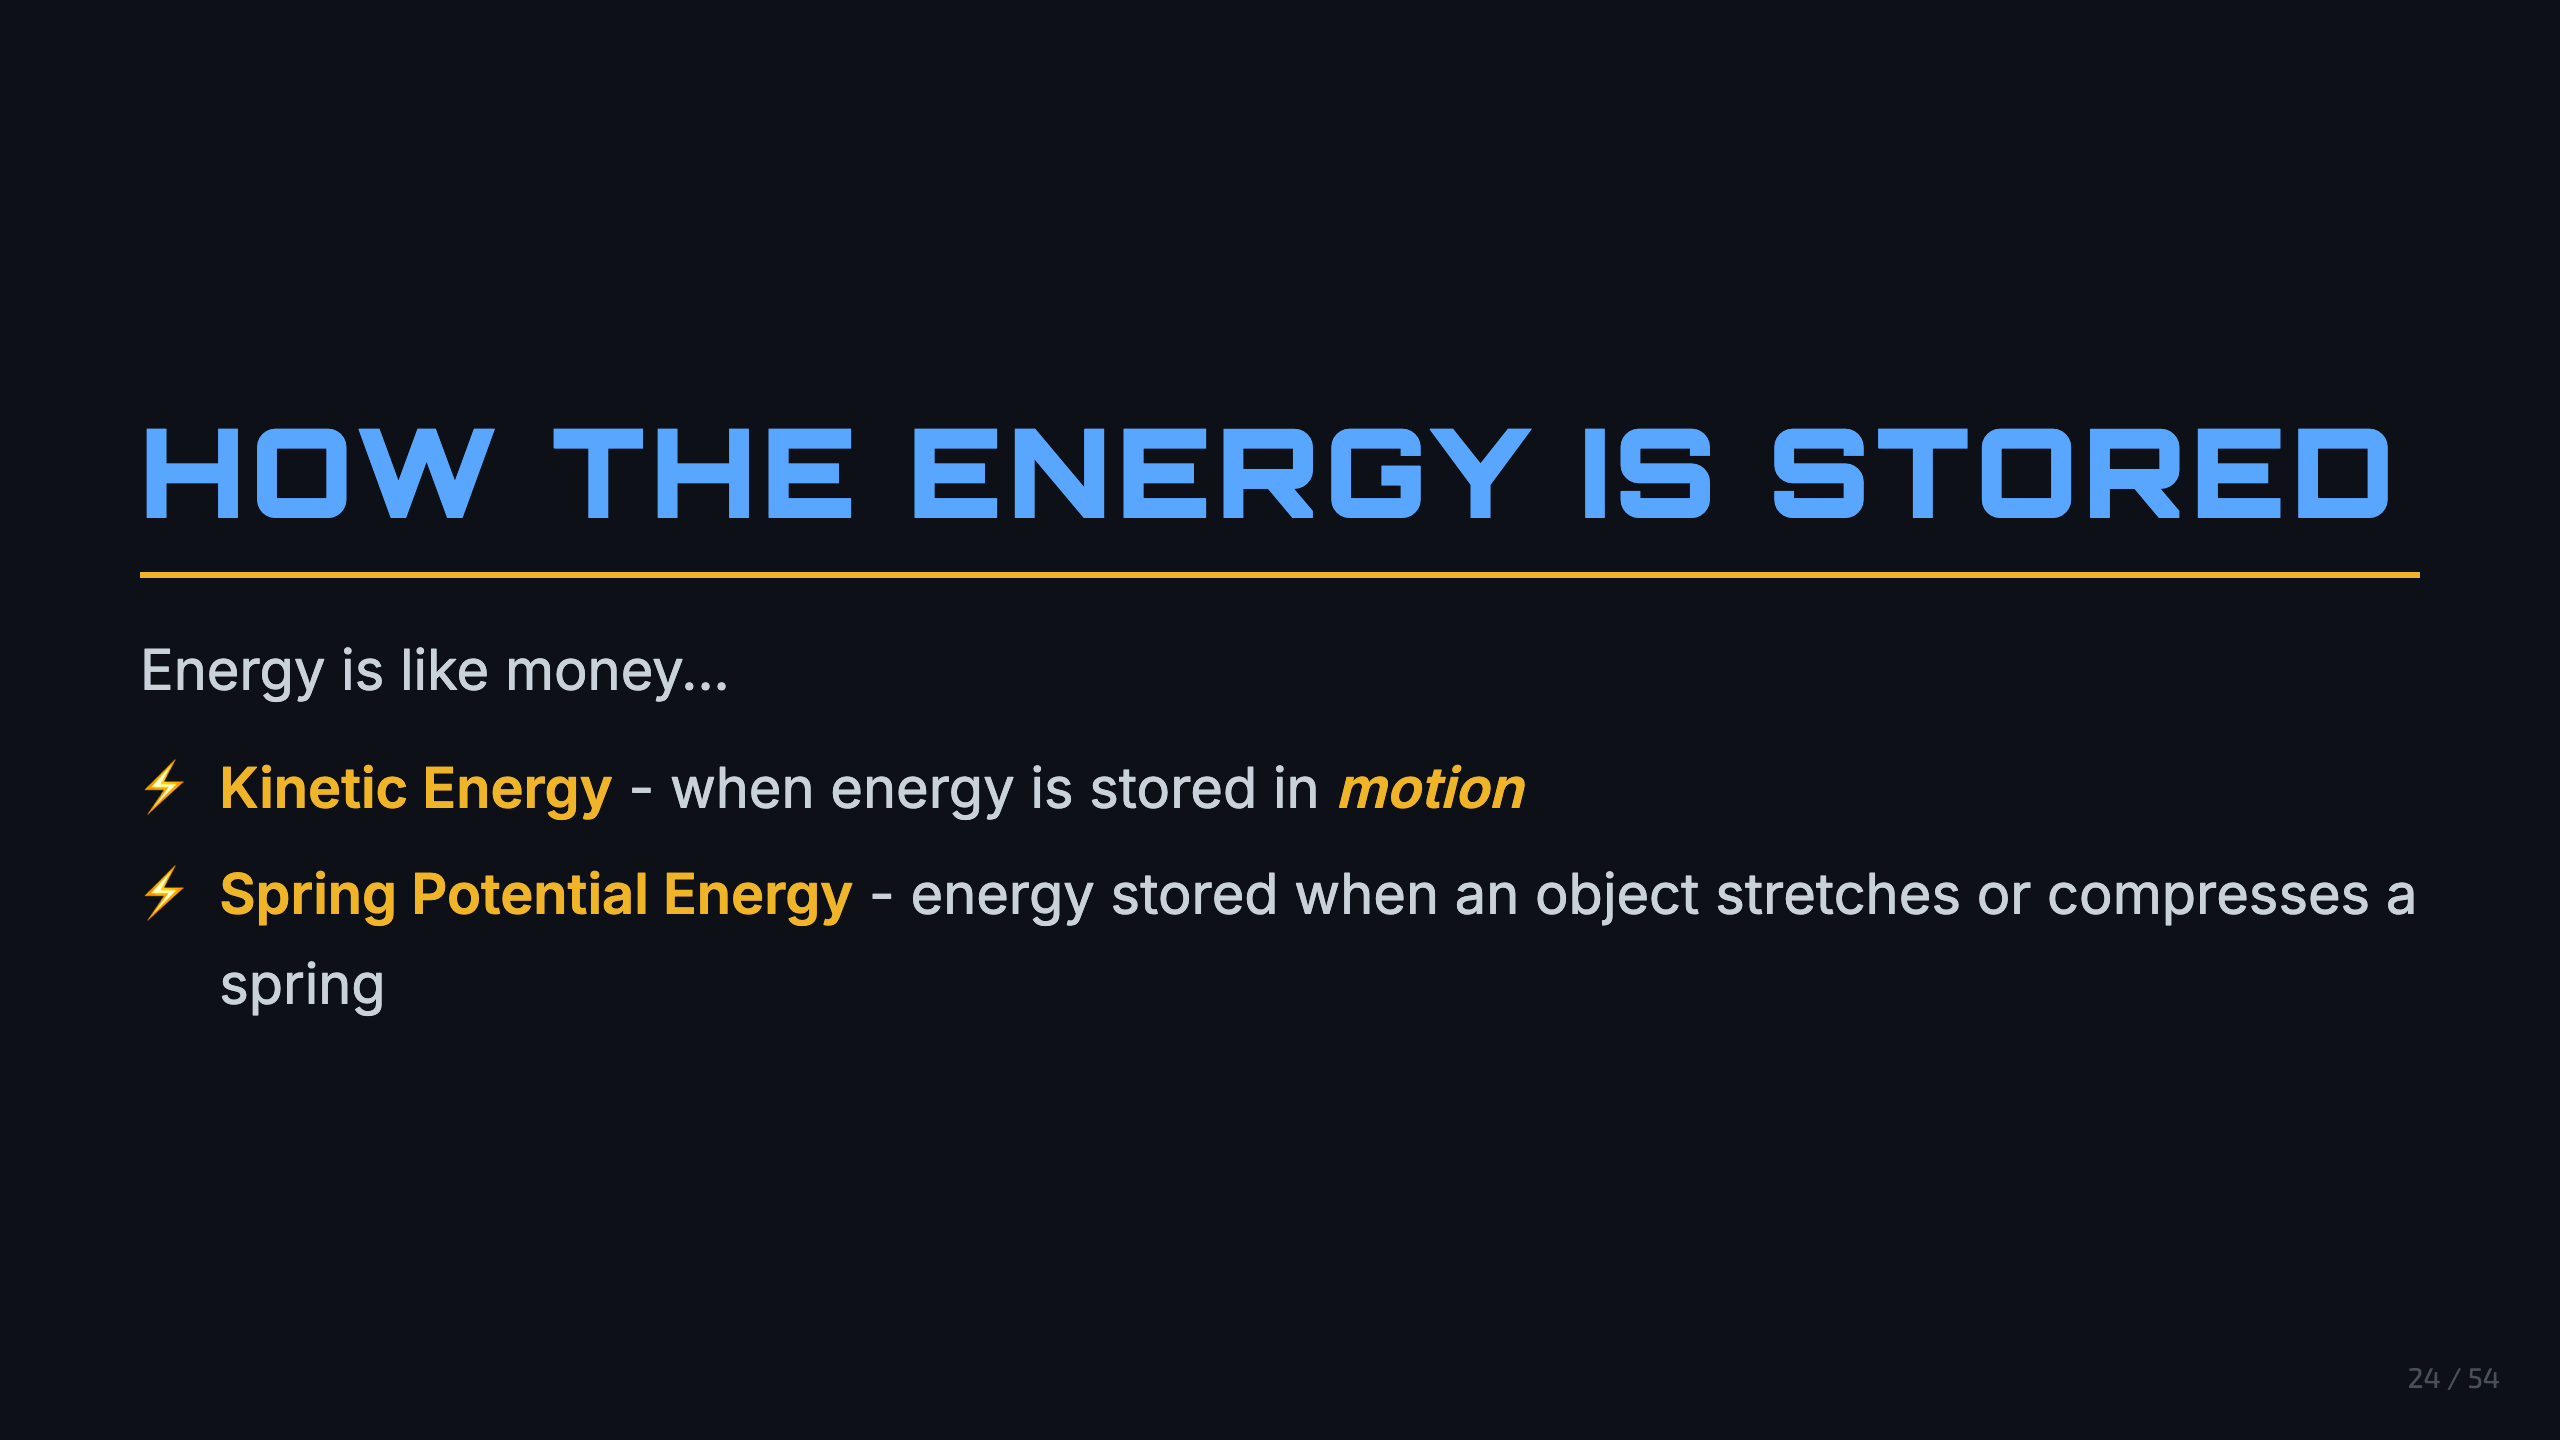 HOW THE ENERGY IS STORED
Energy is like money...
⚡ Kinetic Energy - when energy is stored in motion
⚡ Spring Potential Energy - energy stored when an object stretches or compresses a
spring
24 / 54